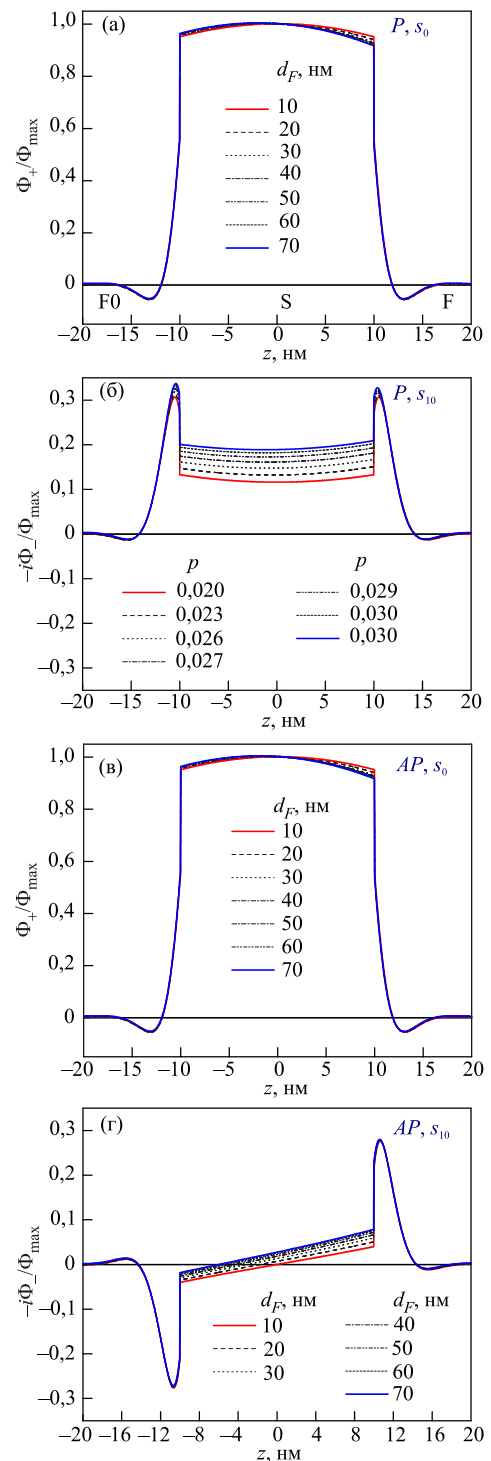 (а)
P, s0
Φ+/Φmax
1,0
0,8
0,6
0,4
0,2
0
dF, нм
10
20
30
40
50
60
70
F0 S F
–20 –15 –10 –5 0 5 10 15 20
z, нм
(б)
P, s10
–iΦ–/Φmax
0,3
0,2
0,1
0
–0,1
–0,2
–0,3
p p
0,020 0,029
0,023 0,030
0,026 0,030
0,027
–20 –15 –10 –5 0 5 10 15 20
z, нм
(в)
AP, s0
Φ+/Φmax
1,0
0,8
0,6
0,4
0,2
0
dF, нм
10
20
30
40
50
60
70
–20 –15 –10 –5 0 5 10 15 20
z, нм
(г)
AP, s10
–iΦ–/Φmax
0,3
0,2
0,1
0
–0,1
–0,2
–0,3
dF, нм dF, нм
10 40
20 50
30 60
70
–20 –16 –12 –8 –4 0 4 8 12 16 20
z, нм